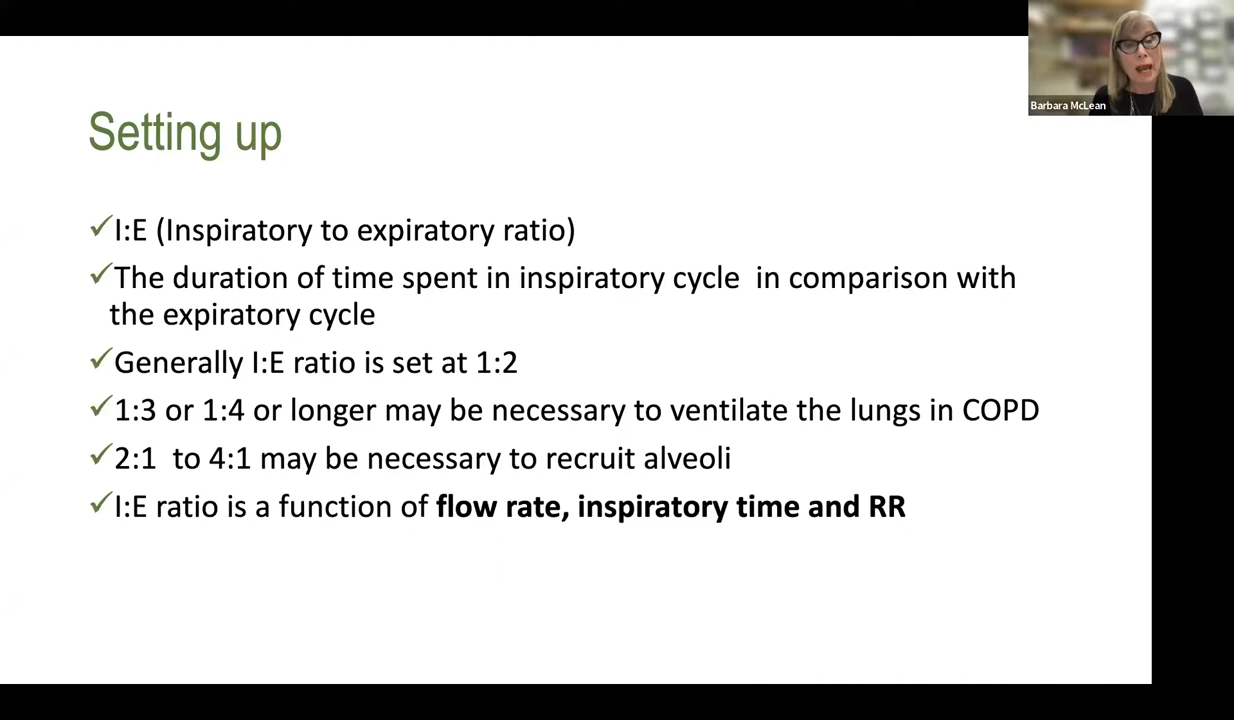 Barbara McLean
Setting up
✓I:E (Inspiratory to expiratory ratio)
✓The duration of time spent in inspiratory cycle  in comparison with
the expiratory cycle
✓Generally I:E ratio is set at 1:2
✓1:3 or 1:4 or longer may be necessary to ventilate the lungs in COPD
✓2:1  to 4:1 may be necessary to recruit alveoli
✓I:E ratio is a function of flow rate, inspiratory time and RR